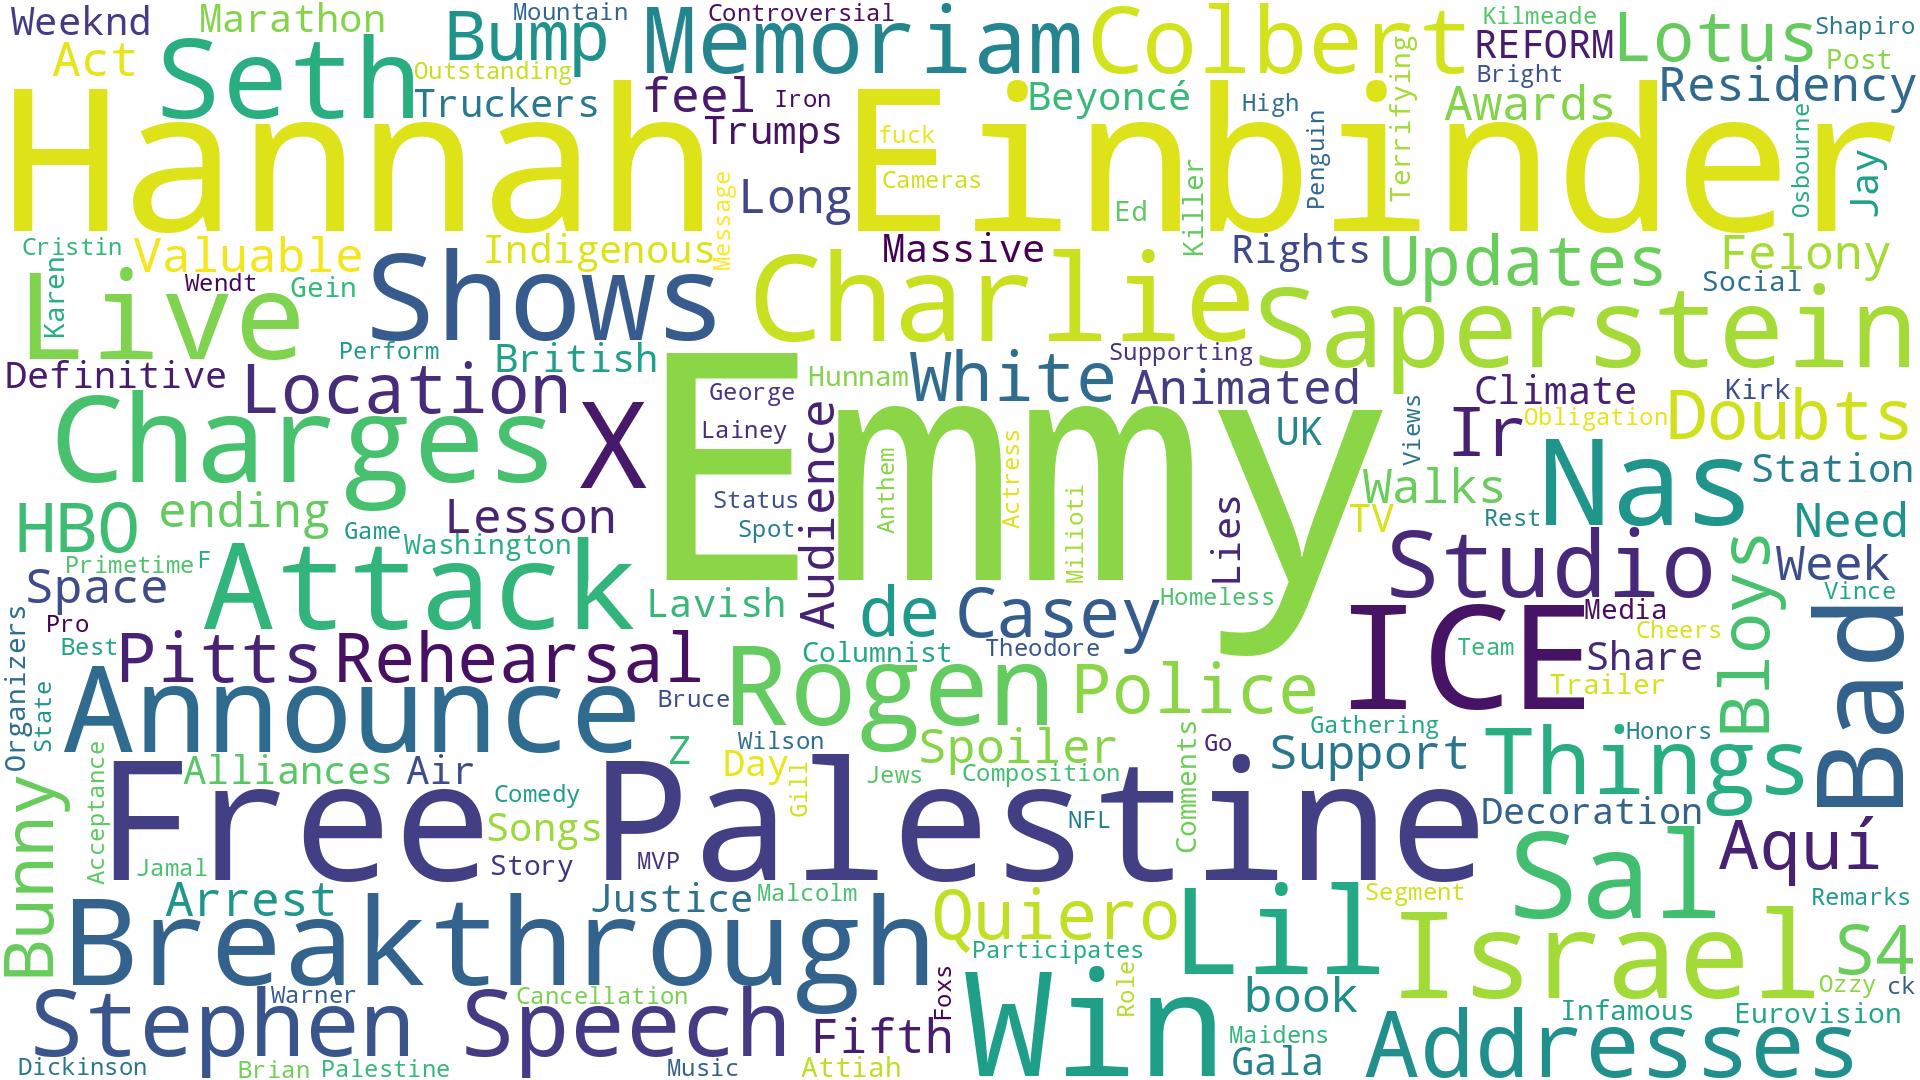 Weeknd Marathon Mountain Controversial Kilmeade Shapiro
Act Seth Bump Memoriam Colbert REFORM Lotus Post
Outstanding Terrifying Bright
Truckers feel Iron Beyoncé High Awards Residency
Hannah Einbinder
Trumps fuck Penguin Osbourne Jay
Message Long Cameras Ed Killer
Cristin Valuable Indigenous Massive Rights Updates Felony
Karen Live Wendt Gein Shows Charlie Saperstein Social
Definitive Location Perform British Hunnam White Supporting Animated Climate Kirk
George UK Obligation Doubts
Charges X Emmy Lainey Views Ir
Audience Anthem Actress Milioti Lies
HBO ending Lesson Status Walks Nas Station
Game Spot TV Rest Need
Primetime F Washington Studio Bloys Week
Space Attack Lavish de Casey Homeless ICE Vince
Organizers Pro Media Bad
Best Pitts Rehearsal Columnist Theodore Team Share Cheers
State Announce Bruce Rogen Police Trailer
Acceptance Z Wilson Spoiler Comments Go Gathering Support Things Honors
Alliances Air Day Gill Jews Composition
Bunny Free Palestine Comedy Songs NFL Decoration
Jamal Story MVP Sal Aquí
Arrest Justice Malcolm Quiero Lil Segment Remarks
Breakthrough Participates Israel S4
Stephen Warner Speech Cancellation Foxs Win Role book Ozzy ck
Fifth Maidens Addresses Infamous Eurovision
Dickinson Brian Palestine Music Attiah Gala